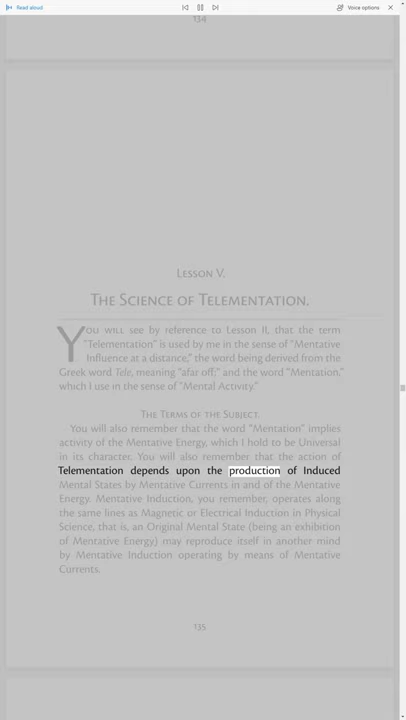 Read aloud
Voice options
134
Lesson V.
The Science of Telementation.
You will see by reference to Lesson II, that the term
"Telementation" is used by me in the sense of "Mentative
Influence at a distance," the word being derived from the
Greek word Tele, meaning "afar off;" and the word "Mentation,"
which I use in the sense of "Mental Activity."
The Terms of the Subject.
You will also remember that the word "Mentation" implies
activity of the Mentative Energy, which I hold to be Universal
in its character. You will also remember that the action of
Telementation depends upon the production of Induced
Mental States by Mentative Currents in and of the Mentative
Energy. Mentative Induction, you remember, operates along
the same lines as Magnetic or Electrical Induction in Physical
Science, that is, an Original Mental State (being an exhibition
of Mentative Energy) may reproduce itself in another mind
by Mentative Induction operating by means of Mentative
Currents.
135